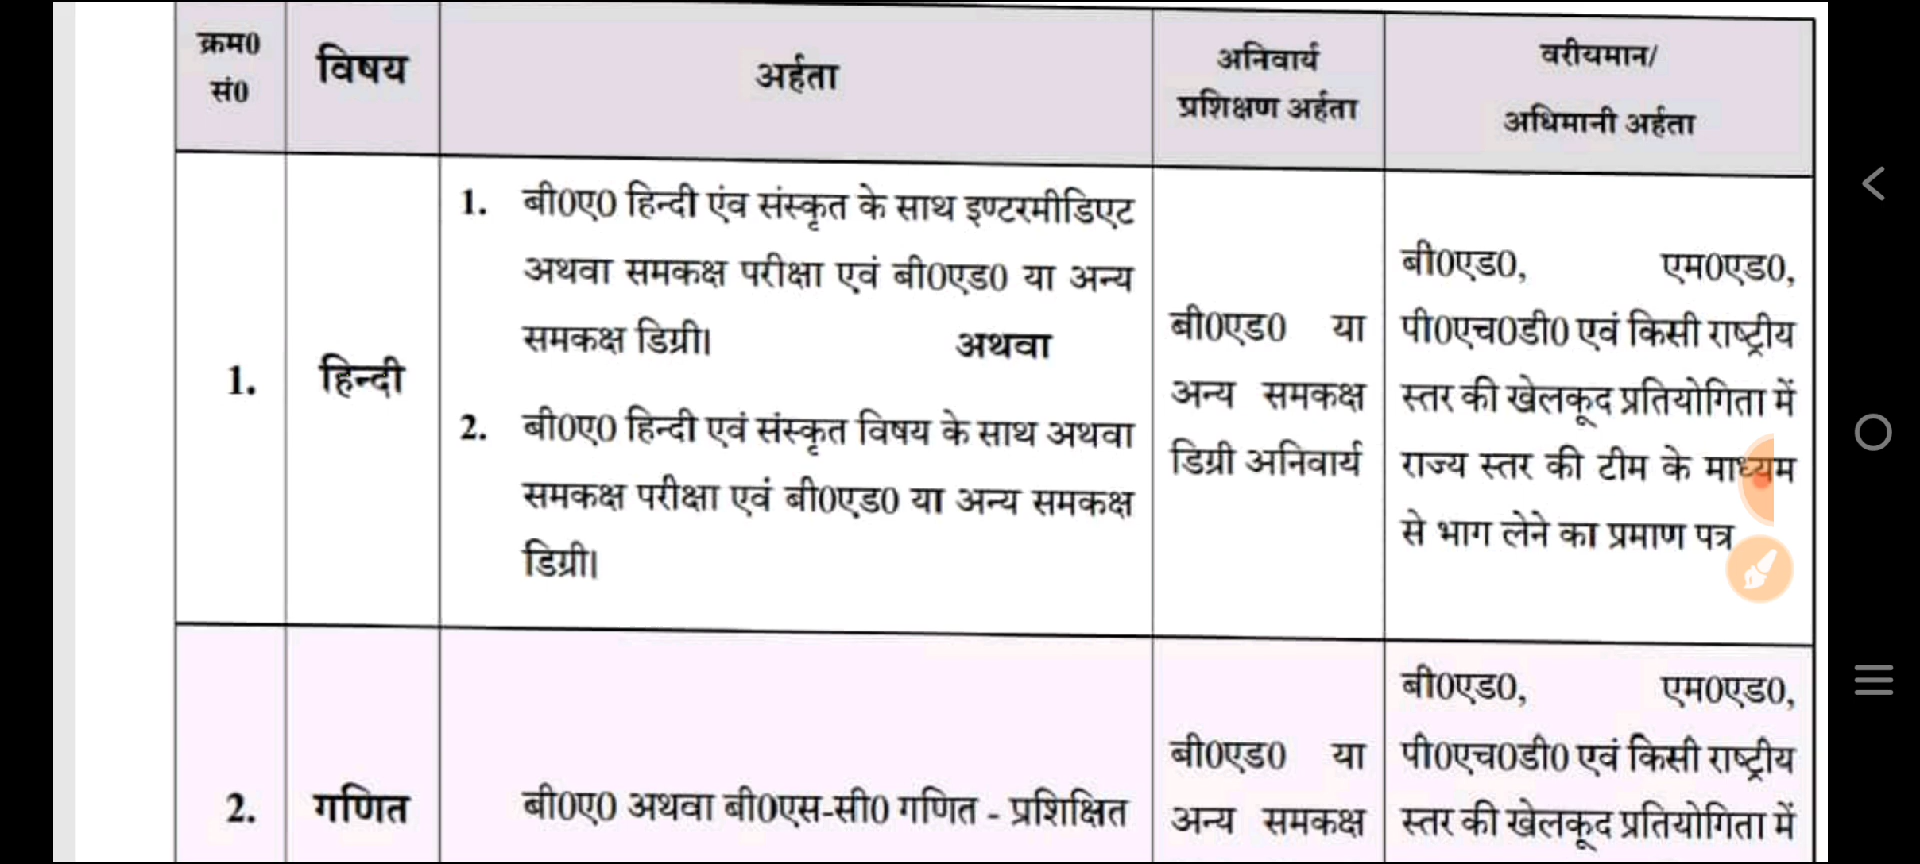 क्रम0
सं0
विषय
अर्हता
अनिवार्य
प्रशिक्षण अर्हता
वरीयमान/
अधिमानी अर्हता
1.
हिन्दी
1. बी0ए0 हिन्दी एंव संस्कृत के साथ इण्टरमीडिएट
अथवा समकक्ष परीक्षा एवं बी0एड0 या अन्य
समकक्ष डिग्री। अथवा
2. बी0ए0 हिन्दी एवं संस्कृत विषय के साथ अथवा
समकक्ष परीक्षा एवं बी0एड0 या अन्य समकक्ष
डिग्री।
बी0एड0 या
अन्य समकक्ष
डिग्री अनिवार्य
बी0एड0, एम0एड0,
पी0एच0डी0 एवं किसी राष्ट्रीय
स्तर की खेलकूद प्रतियोगिता में
राज्य स्तर की टीम के माध्यम
से भाग लेने का प्रमाण पत्र
2.
गणित
बी0ए0 अथवा बी0एस-सी0 गणित - प्रशिक्षित
बी0एड0 या
अन्य समकक्ष
बी0एड0, एम0एड0,
पी0एच0डी0 एवं किसी राष्ट्रीय
स्तर की खेलकूद प्रतियोगिता में